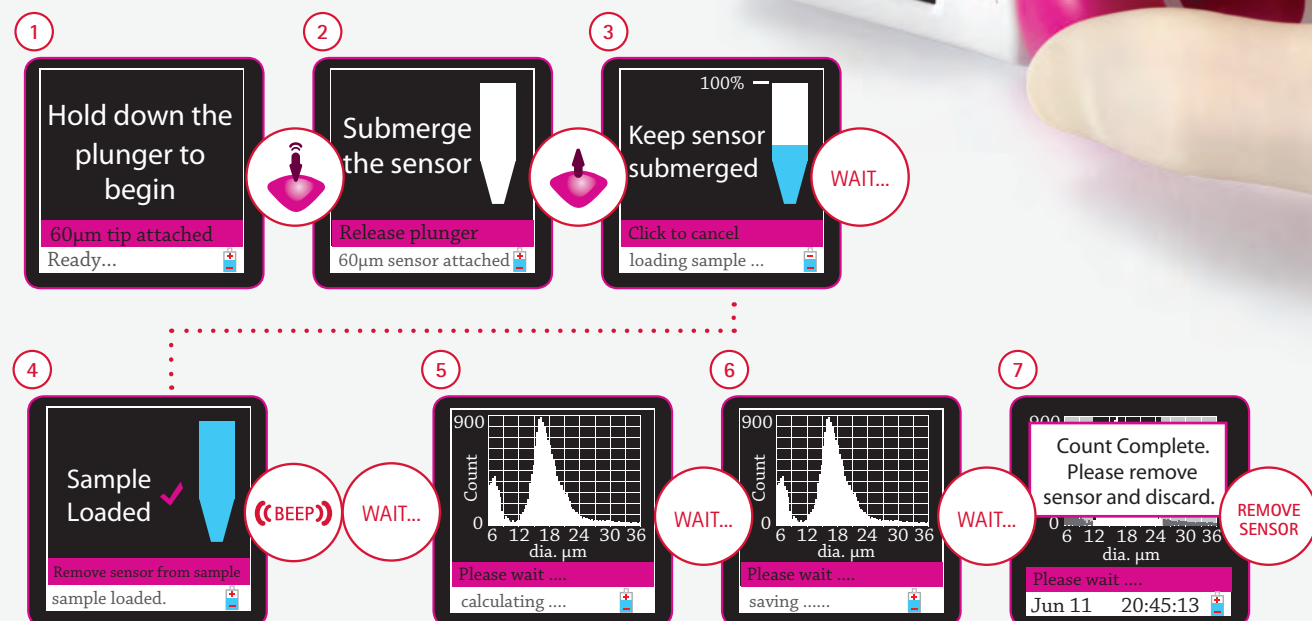 1
Hold down the
plunger to
begin
60µm tip attached
Ready...
2
Submerge
the sensor
Release plunger
60µm sensor attached
3
100%
Keep sensor
submerged
Click to cancel
loading sample ...
WAIT...
4
Sample
Loaded
Remove sensor from sample
sample loaded.
((BEEP))
WAIT...
5
900
Count
0
6 12 18 24 30 36
dia. µm
Please wait ....
calculating ....
WAIT...
6
900
Count
0
6 12 18 24 30 36
dia. µm
Please wait ....
saving ......
WAIT...
7
900
Count Complete.
Please remove
sensor and discard.
0
6 12 18 24 30 36
dia. µm
Please wait ....
Jun 11 20:45:13
REMOVE
SENSOR